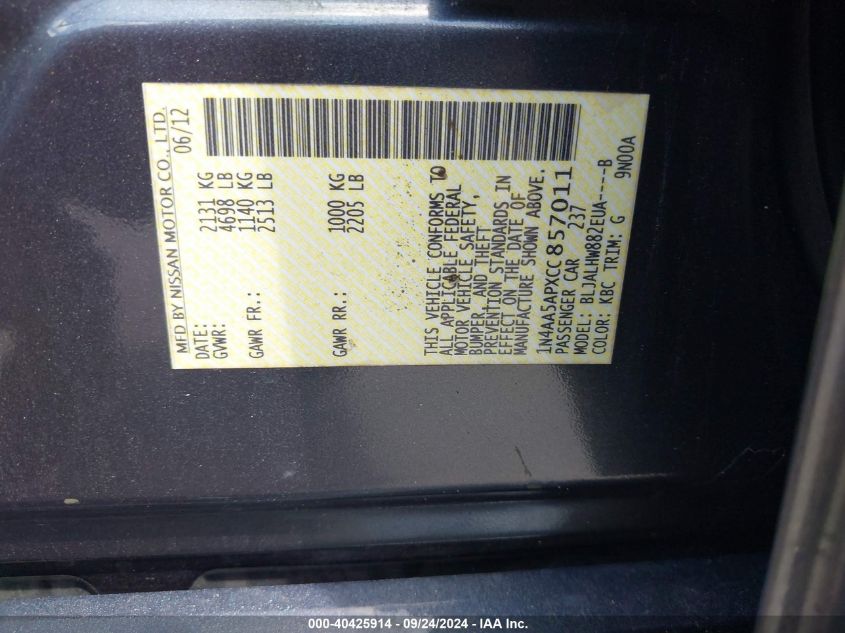 MFD BY NISSAN MOTOR CO., LTD.
DATE: 06/12
GVWR: 2131 KG
4698 LB
GAWR FR.: 1140 KG
2513 LB
GAWR RR.: 1000 KG
2205 LB
THIS VEHICLE CONFORMS TO
ALL APPLICABLE FEDERAL
MOTOR VEHICLE SAFETY,
BUMPER, AND THEFT
PREVENTION STANDARDS IN
EFFECT ON THE DATE OF
MANUFACTURE SHOWN ABOVE.
1N4AA5APXCC857011
PASSENGER CAR 237
MODEL: BLJALHW882EUA----B
COLOR: KBC TRIM: G 9N00A
000-40425914 - 09/24/2024 - IAA Inc.